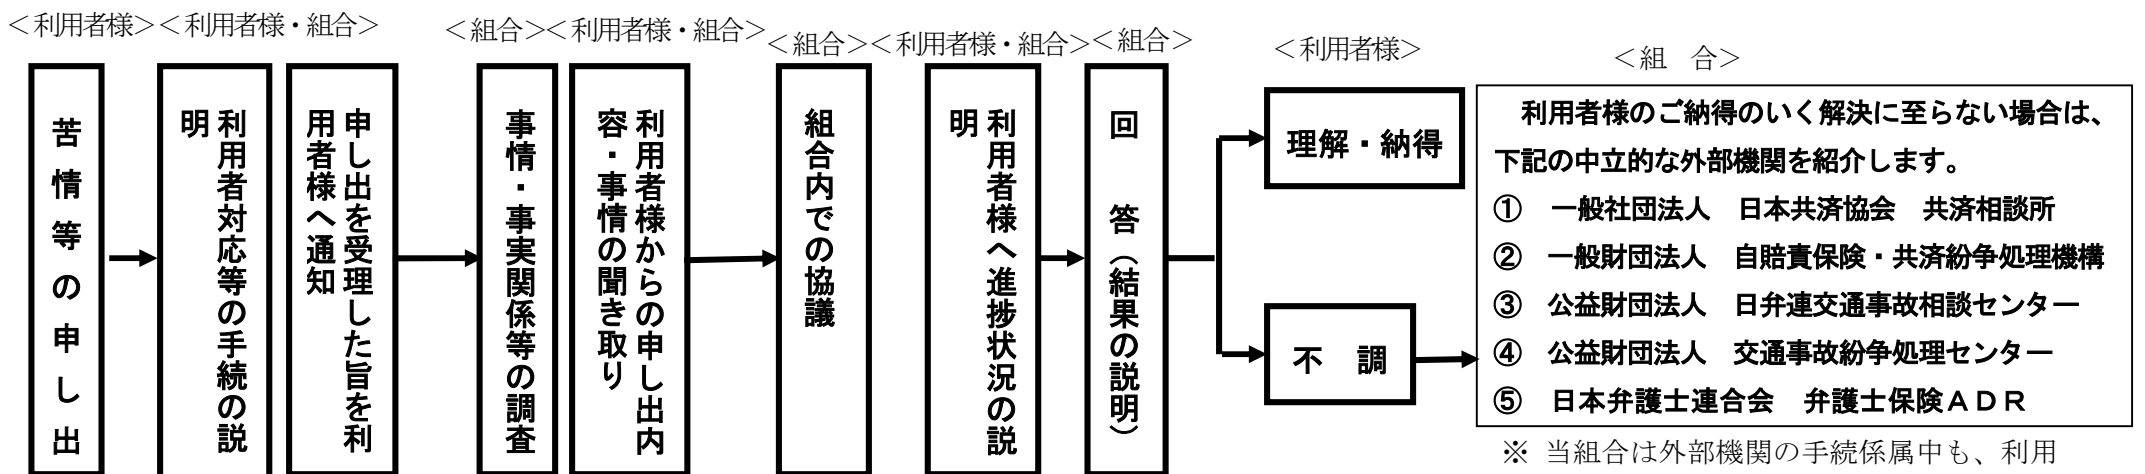 ＜利用者様＞＜利用者様・組合＞
＜組合＞＜利用者様・組合＞
＜組合＞＜利用者様・組合＞
＜組合＞
＜利用者様＞
＜組　合＞
苦情等の申し出
利用者対応等の手続の説
明
申し出を受理した旨を利
用者様へ通知
事情・事実関係等の調査
利用者様からの申し出内
容・事情の聞き取り
組合内での協議
利用者様へ進捗状況の説
明
回　答（結果の説明）
理解・納得
不　調
利用者様のご納得のいく解決に至らない場合は、
下記の中立的な外部機関を紹介します。
①　一般社団法人　日本共済協会　共済相談所
②　一般財団法人　自賠責保険・共済紛争処理機構
③　公益財団法人　日弁連交通事故相談センター
④　公益財団法人　交通事故紛争処理センター
⑤　日本弁護士連合会　弁護士保険ＡＤＲ
※ 当組合は外部機関の手続係属中も、利用